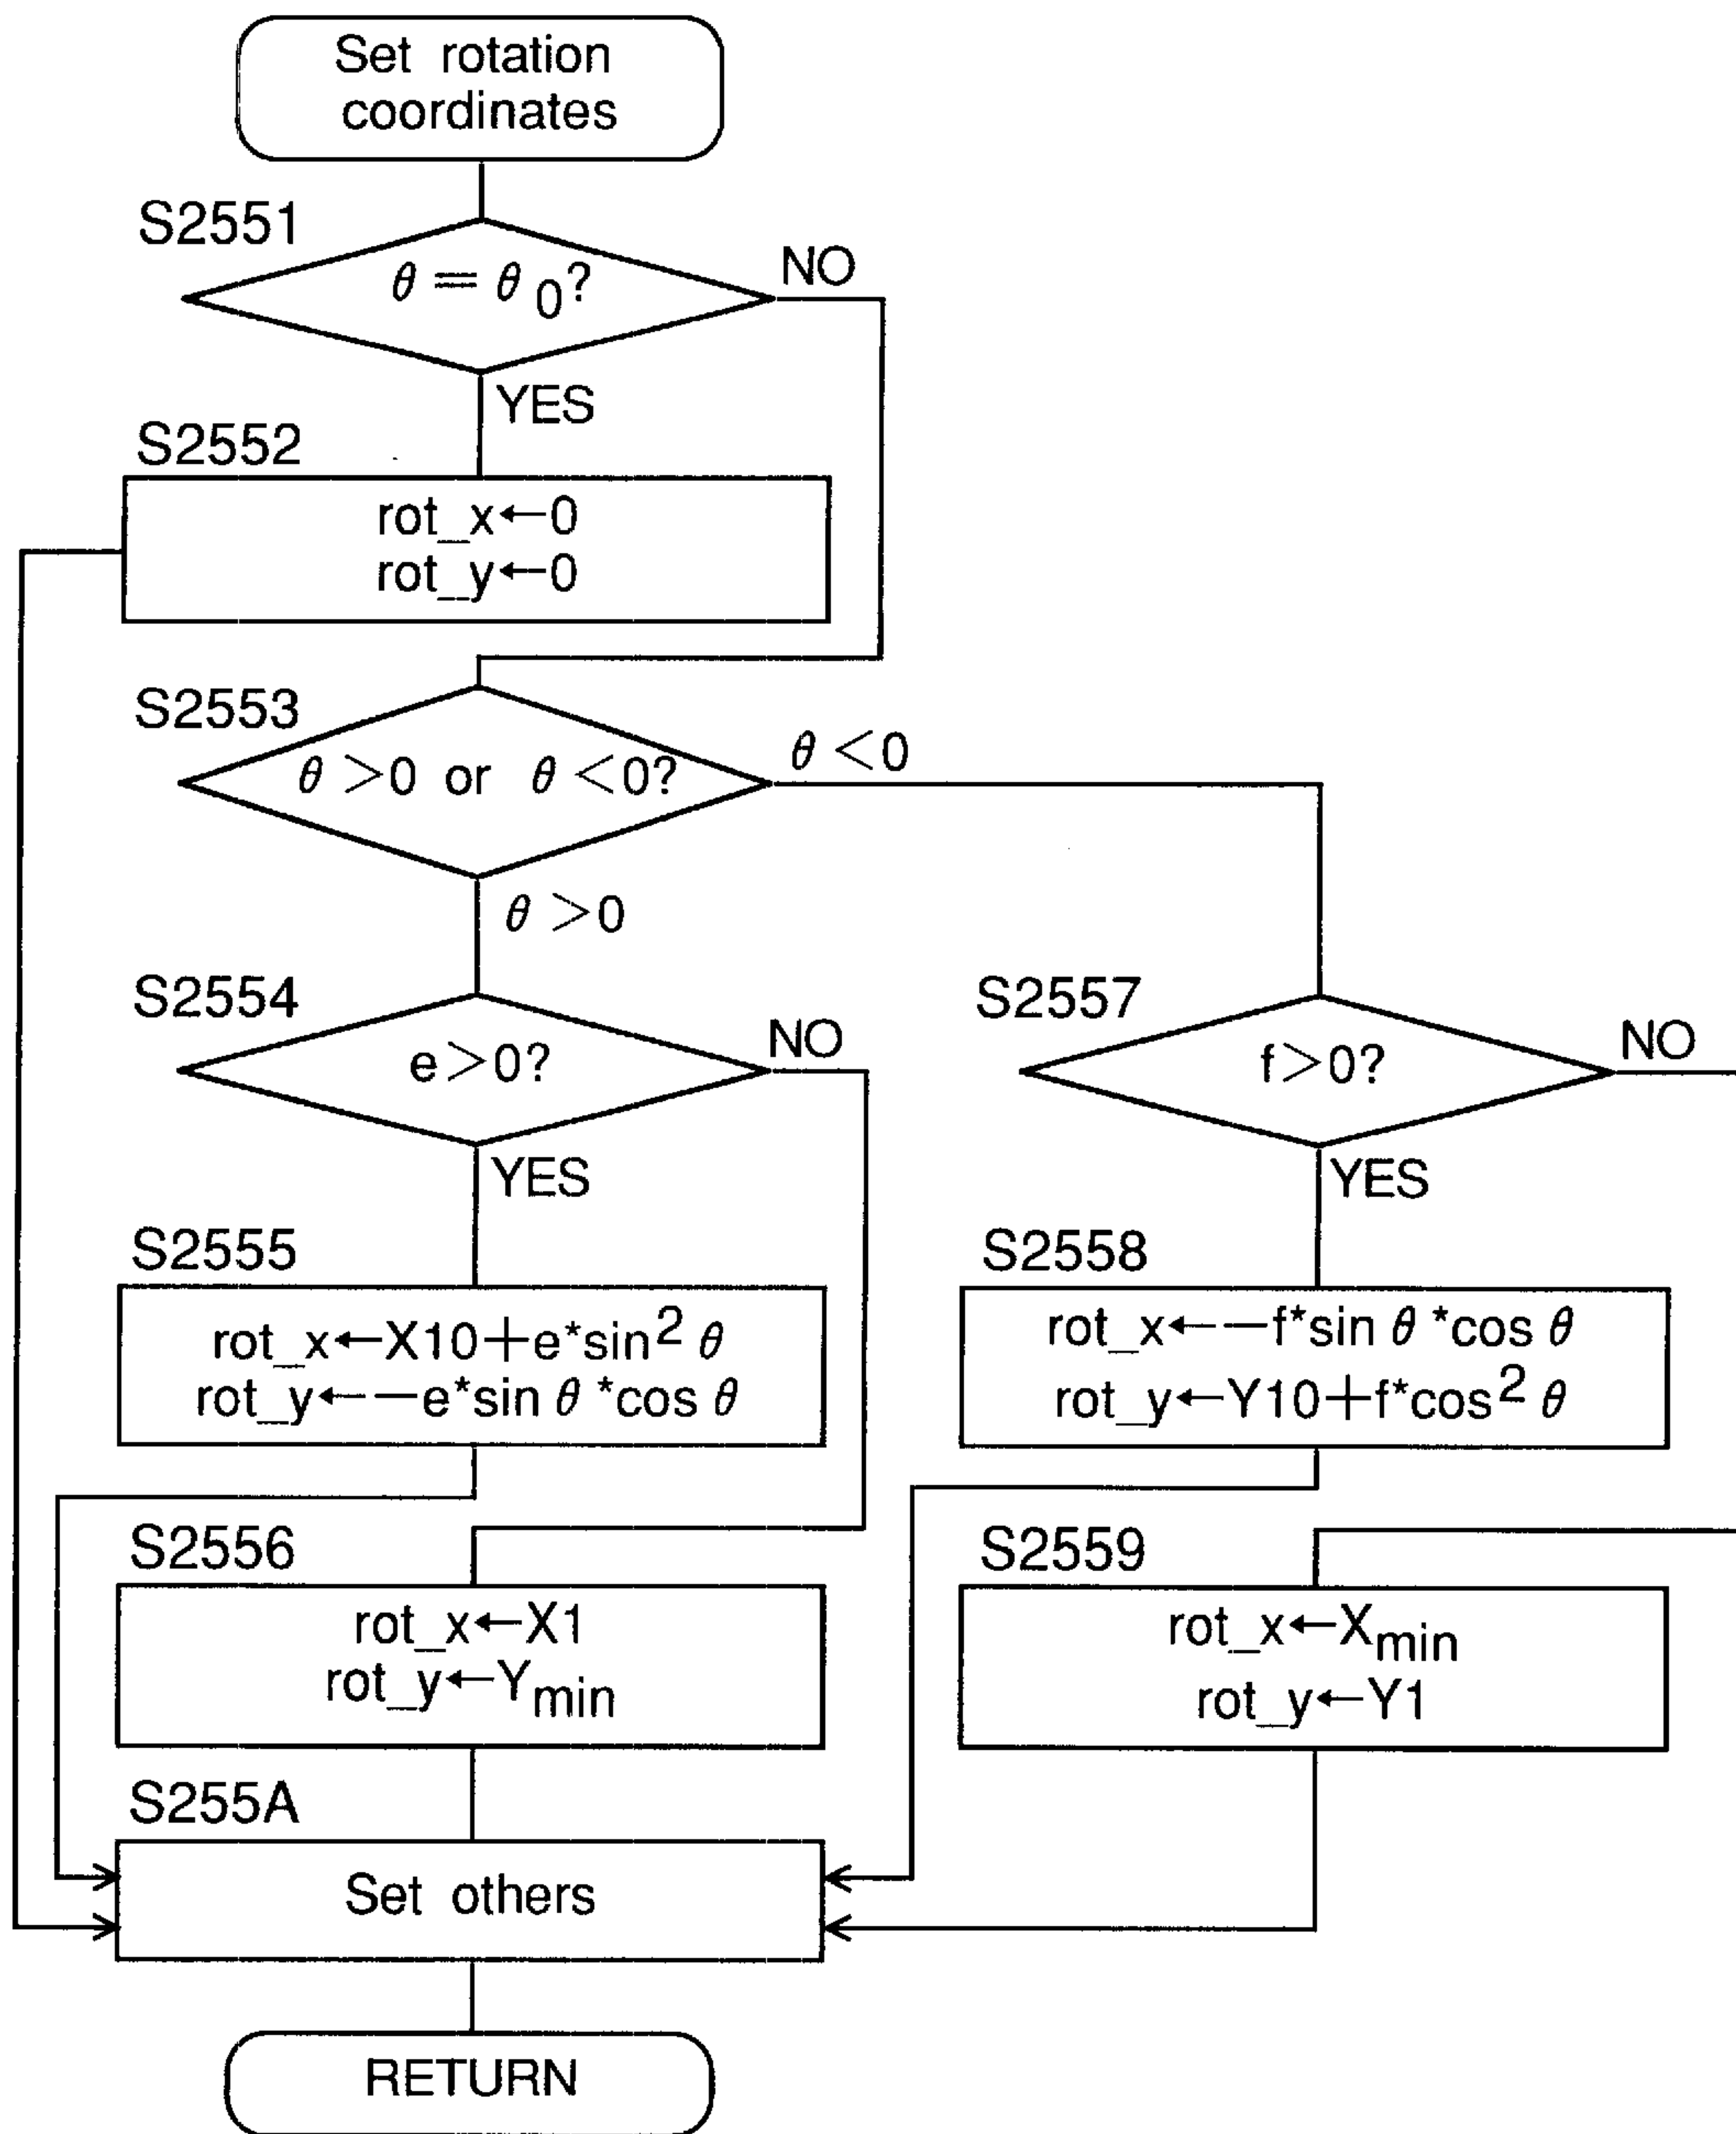 Set rotation
coordinates
S2551
θ = θ 0?
NO
YES
S2552
rot_x←0
rot_y←0
S2553
θ >0 or θ <0?
θ <0
θ >0
S2554
e>0?
NO
YES
S2557
f>0?
NO
YES
S2555
rot_x←X10+e*sin² θ
rot_y←−e*sin θ *cos θ
S2558
rot_x←−f*sin θ *cos θ
rot_y←Y10+f*cos² θ
S2556
rot_x←X1
rot_y←Ymin
S2559
rot_x←Xmin
rot_y←Y1
S255A
Set others
RETURN